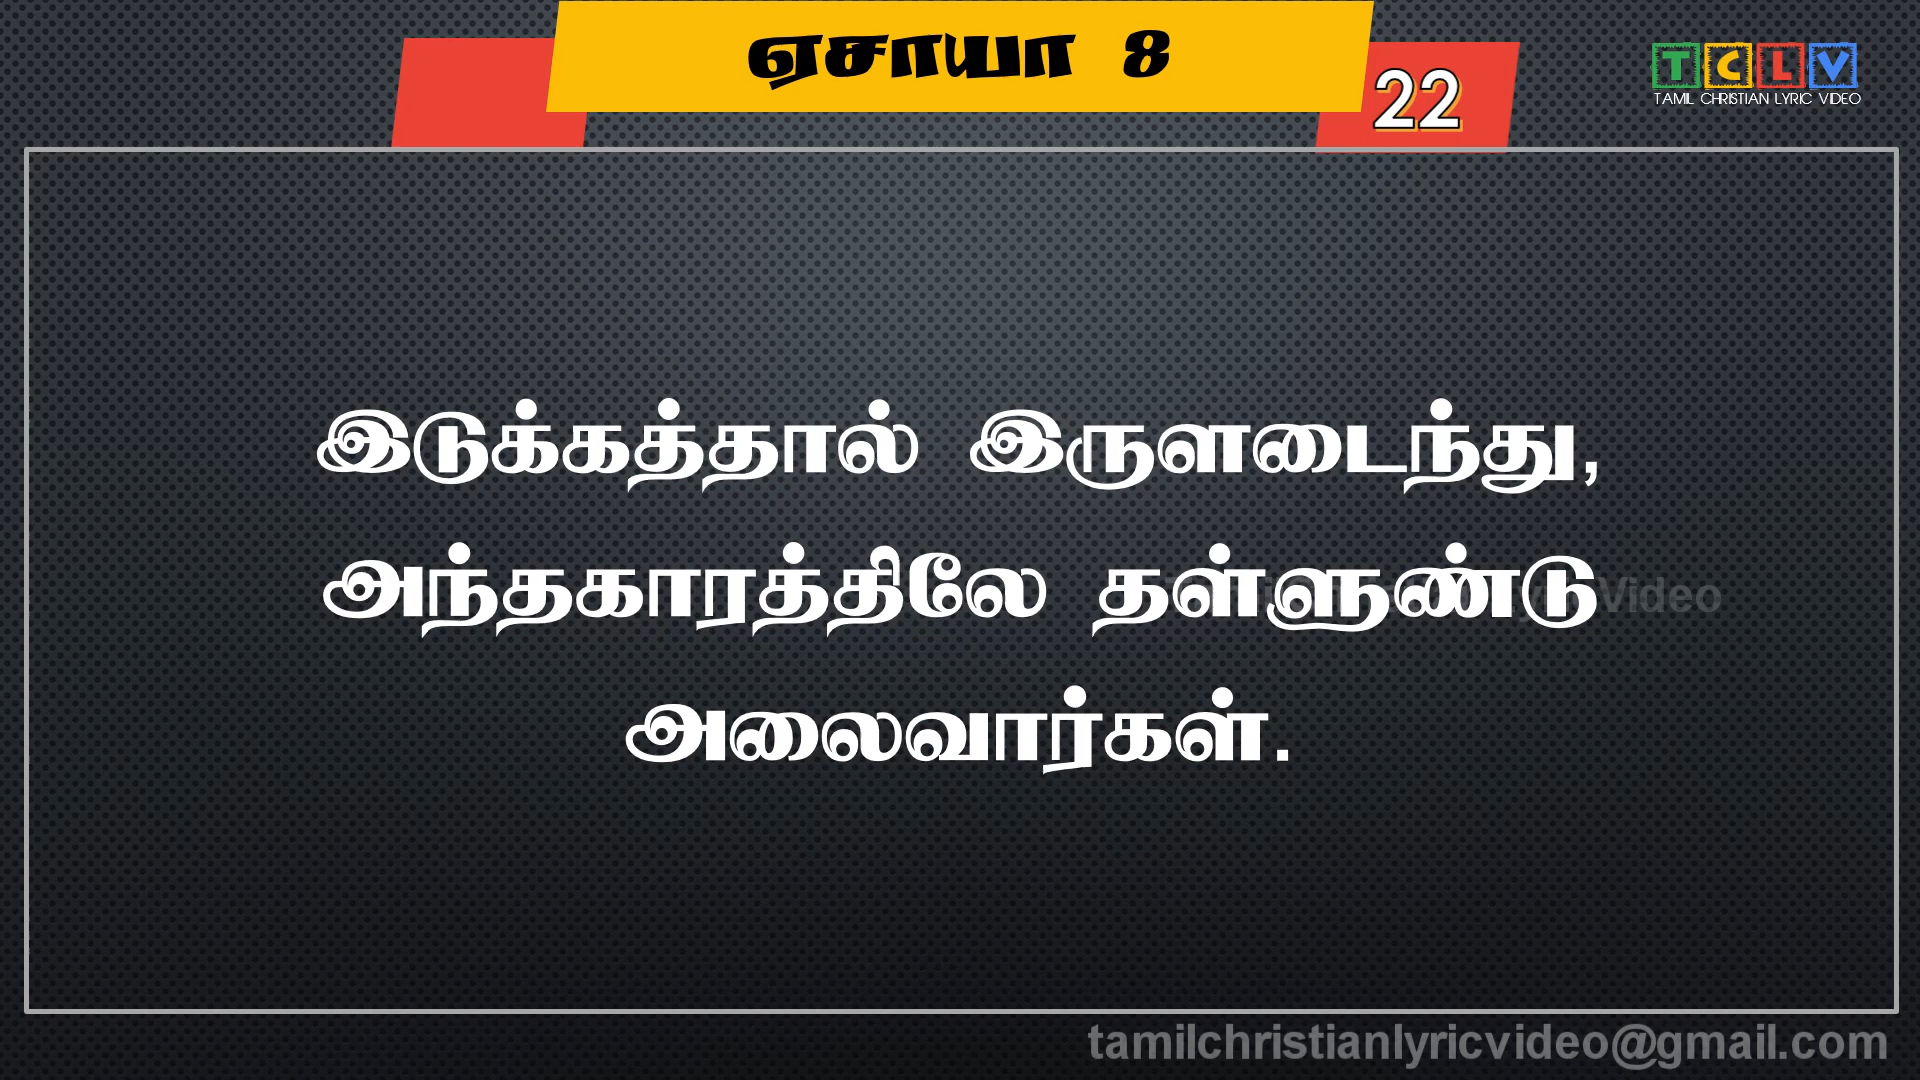 ஏசாயா 8
22
TCLV
TAMIL CHRISTIAN LYRIC VIDEO
இடுக்கத்தால் இருளடைந்து,
அந்தகாரத்திலே தள்ளுண்டு
Video
அலைவார்கள்.
tamilchristianlyricvideo@gmail.com